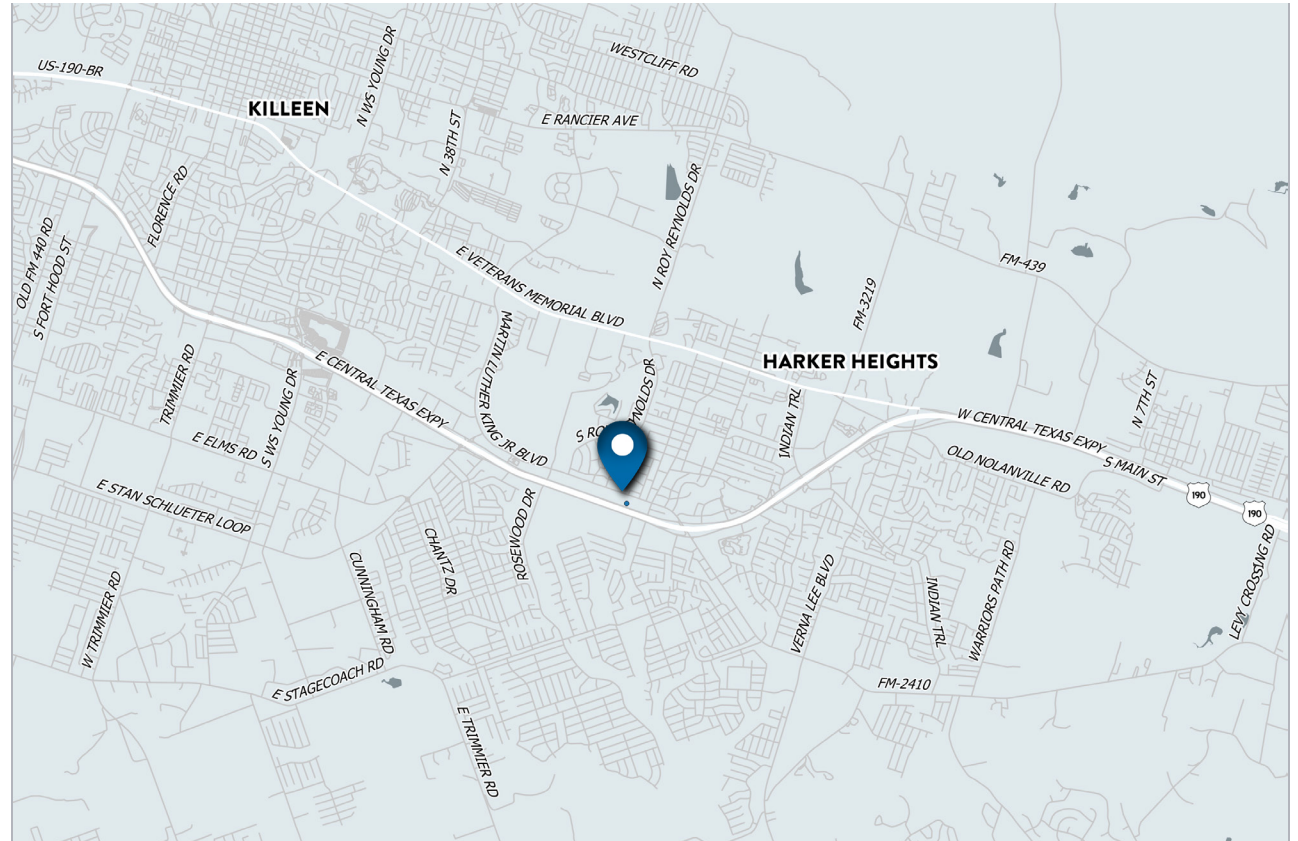 US-190-BR
KILLEEN
N WS YOUNG DR
WESTCLIFF RD
N 38TH ST
E RANCIER AVE
FLORENCE RD
OLD FM 440 RD
S FORT HOOD ST
N ROY REYNOLDS DR
E VETERANS MEMORIAL BLVD
FM-439
FM-3219
HARKER HEIGHTS
MARTIN LUTHER KING JR BLVD
E CENTRAL TEXAS EXPY
TRIMMIER RD
S WS YOUNG DR
E ELMS RD
S RO
YNOLDS DR
INDIAN TRL
N 7TH ST
W CENTRAL TEXAS EXPY
S MAIN ST
OLD NOLANVILLE RD
190
190
E STAN SCHLUETER LOOP
ROSEWOOD DR
CHANTZ DR
CUNNINGHAM RD
W TRIMMIER RD
VERNA LEE BLVD
INDIAN TRL
WARRIORS PATH RD
LEVY CROSSING RD
E STAGECOACH RD
FM-2410
E TRIMMIER RD